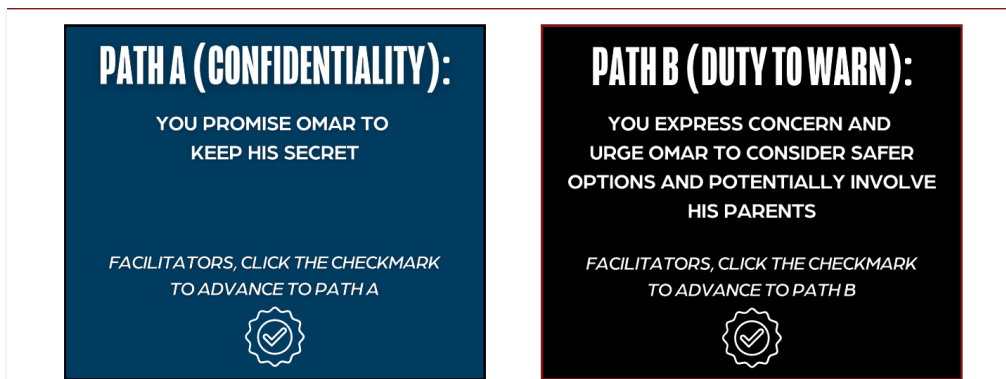 PATH A (CONFIDENTIALITY):
YOU PROMISE OMAR TO
KEEP HIS SECRET
FACILITATORS, CLICK THE CHECKMARK
TO ADVANCE TO PATH A
PATH B (DUTY TO WARN):
YOU EXPRESS CONCERN AND
URGE OMAR TO CONSIDER SAFER
OPTIONS AND POTENTIALLY INVOLVE
HIS PARENTS
FACILITATORS, CLICK THE CHECKMARK
TO ADVANCE TO PATH B